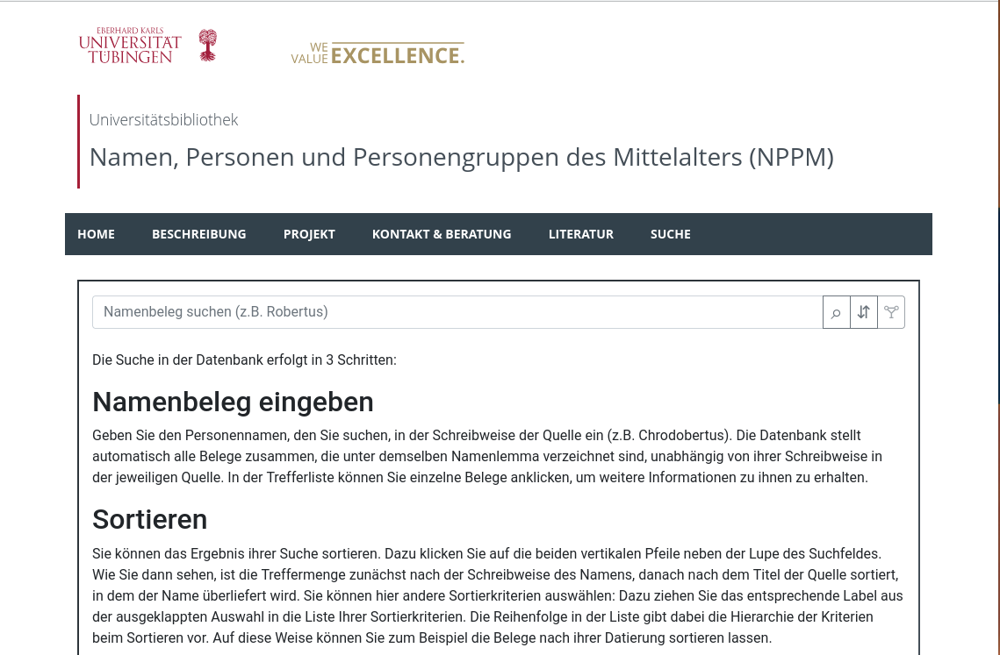 EBERHARD KARLS
UNIVERSITÄT
TÜBINGEN
WE
VALUE EXCELLENCE.
Universitätsbibliothek
Namen, Personen und Personengruppen des Mittelalters (NPPM)
HOME BESCHREIBUNG PROJEKT KONTAKT & BERATUNG LITERATUR SUCHE
Namenbeleg suchen (z.B. Robertus)
Die Suche in der Datenbank erfolgt in 3 Schritten:
Namenbeleg eingeben
Geben Sie den Personennamen, den Sie suchen, in der Schreibweise der Quelle ein (z.B. Chrodobertus). Die Datenbank stellt
automatisch alle Belege zusammen, die unter demselben Namenlemma verzeichnet sind, unabhängig von ihrer Schreibweise in
der jeweiligen Quelle. In der Trefferliste können Sie einzelne Belege anklicken, um weitere Informationen zu ihnen zu erhalten.
Sortieren
Sie können das Ergebnis ihrer Suche sortieren. Dazu klicken Sie auf die beiden vertikalen Pfeile neben der Lupe des Suchfeldes.
Wie Sie dann sehen, ist die Treffermenge zunächst nach der Schreibweise des Namens, danach nach dem Titel der Quelle sortiert,
in dem der Name überliefert wird. Sie können hier andere Sortierkriterien auswählen: Dazu ziehen Sie das entsprechende Label aus
der ausgeklappten Auswahl in die Liste Ihrer Sortierkriterien. Die Reihenfolge in der Liste gibt dabei die Hierarchie der Kriterien
beim Sortieren vor. Auf diese Weise können Sie zum Beispiel die Belege nach ihrer Datierung sortieren lassen.